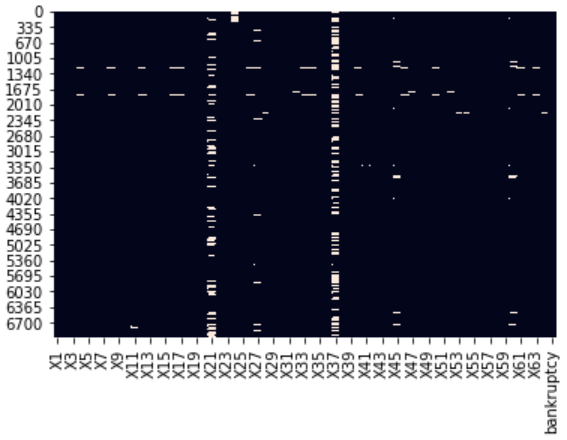 0
335
670
1005
1340
1675
2010
2345
2680
3015
3350
3685
4020
4355
4690
5025
5360
5695
6030
6365
6700
X1
X3
X5
X7
X9
X11
X13
X15
X17
X19
X21
X23
X25
X27
X29
X31
X33
X35
X37
X39
X41
X43
X45
X47
X49
X51
X53
X55
X57
X59
X61
X63
bankruptcy